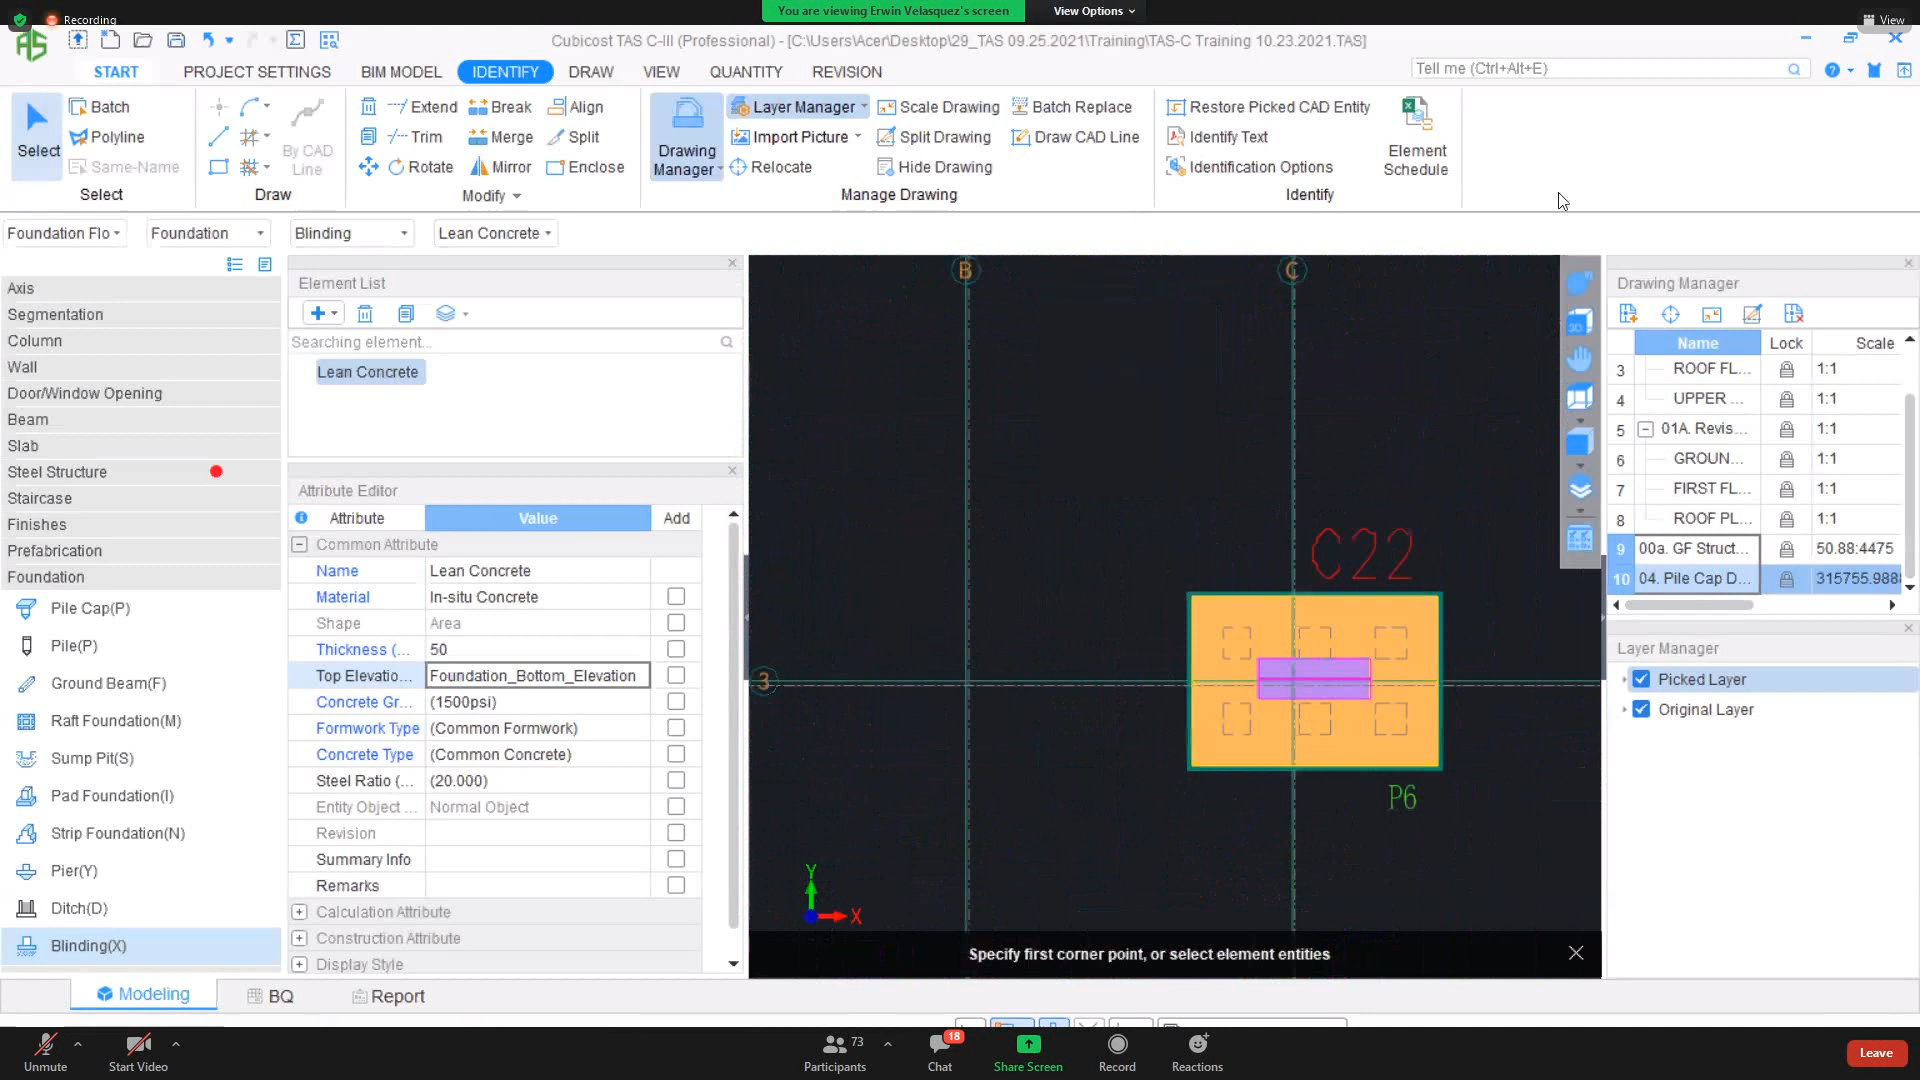 Recording
You are viewing Erwin Velasquez's screen
View Options
View
Cubicost TAS C-III (Professional) - [C:\Users\Acer\Desktop\29_TAS 09.25.2021\Training\TAS-C Training 10.23.2021.TAS]
START
PROJECT SETTINGS
BIM MODEL
IDENTIFY
DRAW
VIEW
QUANTITY
REVISION
Tell me (Ctrl+Alt+E)
Select
Batch
Polyline
Same-Name
Select
By CAD
Line
Draw
Extend
Break
Align
Trim
Merge
Split
Rotate
Mirror
Enclose
Modify
Drawing
Manager
Layer Manager
Scale Drawing
Batch Replace
Import Picture
Split Drawing
Draw CAD Line
Relocate
Hide Drawing
Manage Drawing
Restore Picked CAD Entity
Identify Text
Identification Options
Element
Schedule
Identify
Foundation Flo
Foundation
Blinding
Lean Concrete
Axis
Segmentation
Column
Wall
Door/Window Opening
Beam
Slab
Steel Structure
Staircase
Finishes
Prefabrication
Foundation
Pile Cap(P)
Pile(P)
Ground Beam(F)
Raft Foundation(M)
Sump Pit(S)
Pad Foundation(I)
Strip Foundation(N)
Pier(Y)
Ditch(D)
Blinding(X)
Element List
Searching element...
Lean Concrete
Attribute Editor
Attribute
Value
Add
Common Attribute
Name
Lean Concrete
Material
In-situ Concrete
Shape
Area
Thickness (...
50
Top Elevatio...
Foundation_Bottom_Elevation
Concrete Gr...
(1500psi)
Formwork Type
(Common Formwork)
Concrete Type
(Common Concrete)
Steel Ratio (...
(20.000)
Entity Object ...
Normal Object
Revision
Summary Info
Remarks
Calculation Attribute
Construction Attribute
Display Style
B
C
3
C22
P6
Y
X
3D
Specify first corner point, or select element entities
Drawing Manager
Name
Lock
Scale
3
ROOF FL...
1:1
4
UPPER ...
1:1
5
01A. Revis...
1:1
6
GROUN...
1:1
7
FIRST FL...
1:1
8
ROOF PL...
1:1
9
00a. GF Struct...
50.88:4475
10
04. Pile Cap D...
315755.988
Layer Manager
Picked Layer
Original Layer
Modeling
BQ
Report
Unmute
Start Video
73
Participants
18
Chat
Share Screen
Record
Reactions
Leave